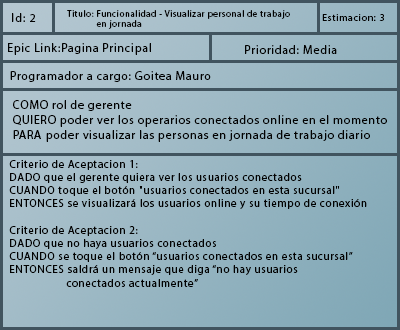 Id: 2
Titulo: Funcionalidad - Visualizar personal de trabajo
en jornada
Estimacion: 3
Epic Link:Pagina Principal
Prioridad: Media
Programador a cargo: Goitea Mauro
COMO rol de gerente
QUIERO poder ver los operarios conectados online en el momento
PARA poder visualizar las personas en jornada de trabajo diario
Criterio de Aceptacion 1:
DADO que el gerente quiera ver los usuarios conectados
CUANDO toque el botón "usuarios conectados en esta sucursal"
ENTONCES se visualizará los usuarios online y su tiempo de conexión
Criterio de Aceptacion 2:
DADO que no haya usuarios conectados
CUANDO se toque el botón “usuarios conectados en esta sucursal”
ENTONCES saldrá un mensaje que diga “no hay usuarios
conectados actualmente”